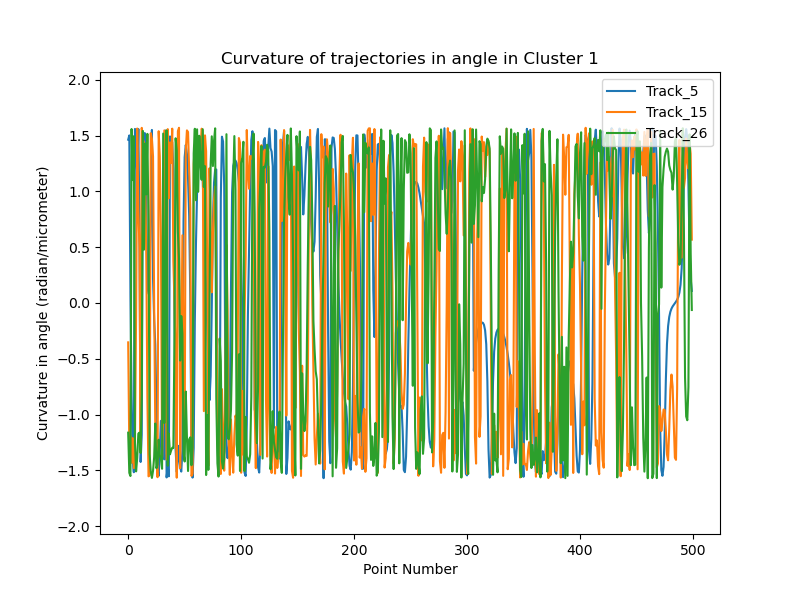 Curvature of trajectories in angle in Cluster 1
Track_5
Track_15
Track_26
Curvature in angle (radian/micrometer)
2.0
1.5
1.0
0.5
0.0
−0.5
−1.0
−1.5
−2.0
0 100 200 300 400 500
Point Number